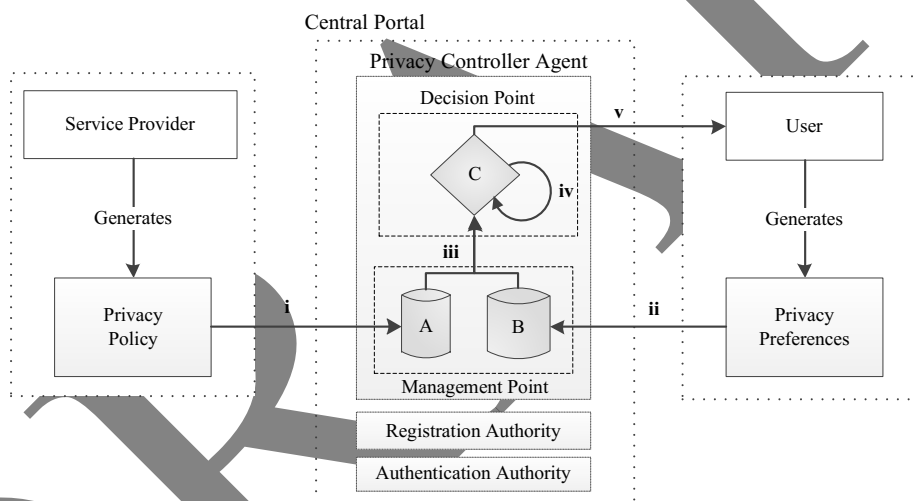 Central Portal
Privacy Controller Agent
Decision Point
Service Provider
C
v
User
iv
Generates
Generates
iii
Privacy
Policy
i
A
B
ii
Privacy
Preferences
Management Point
Registration Authority
Authentication Authority